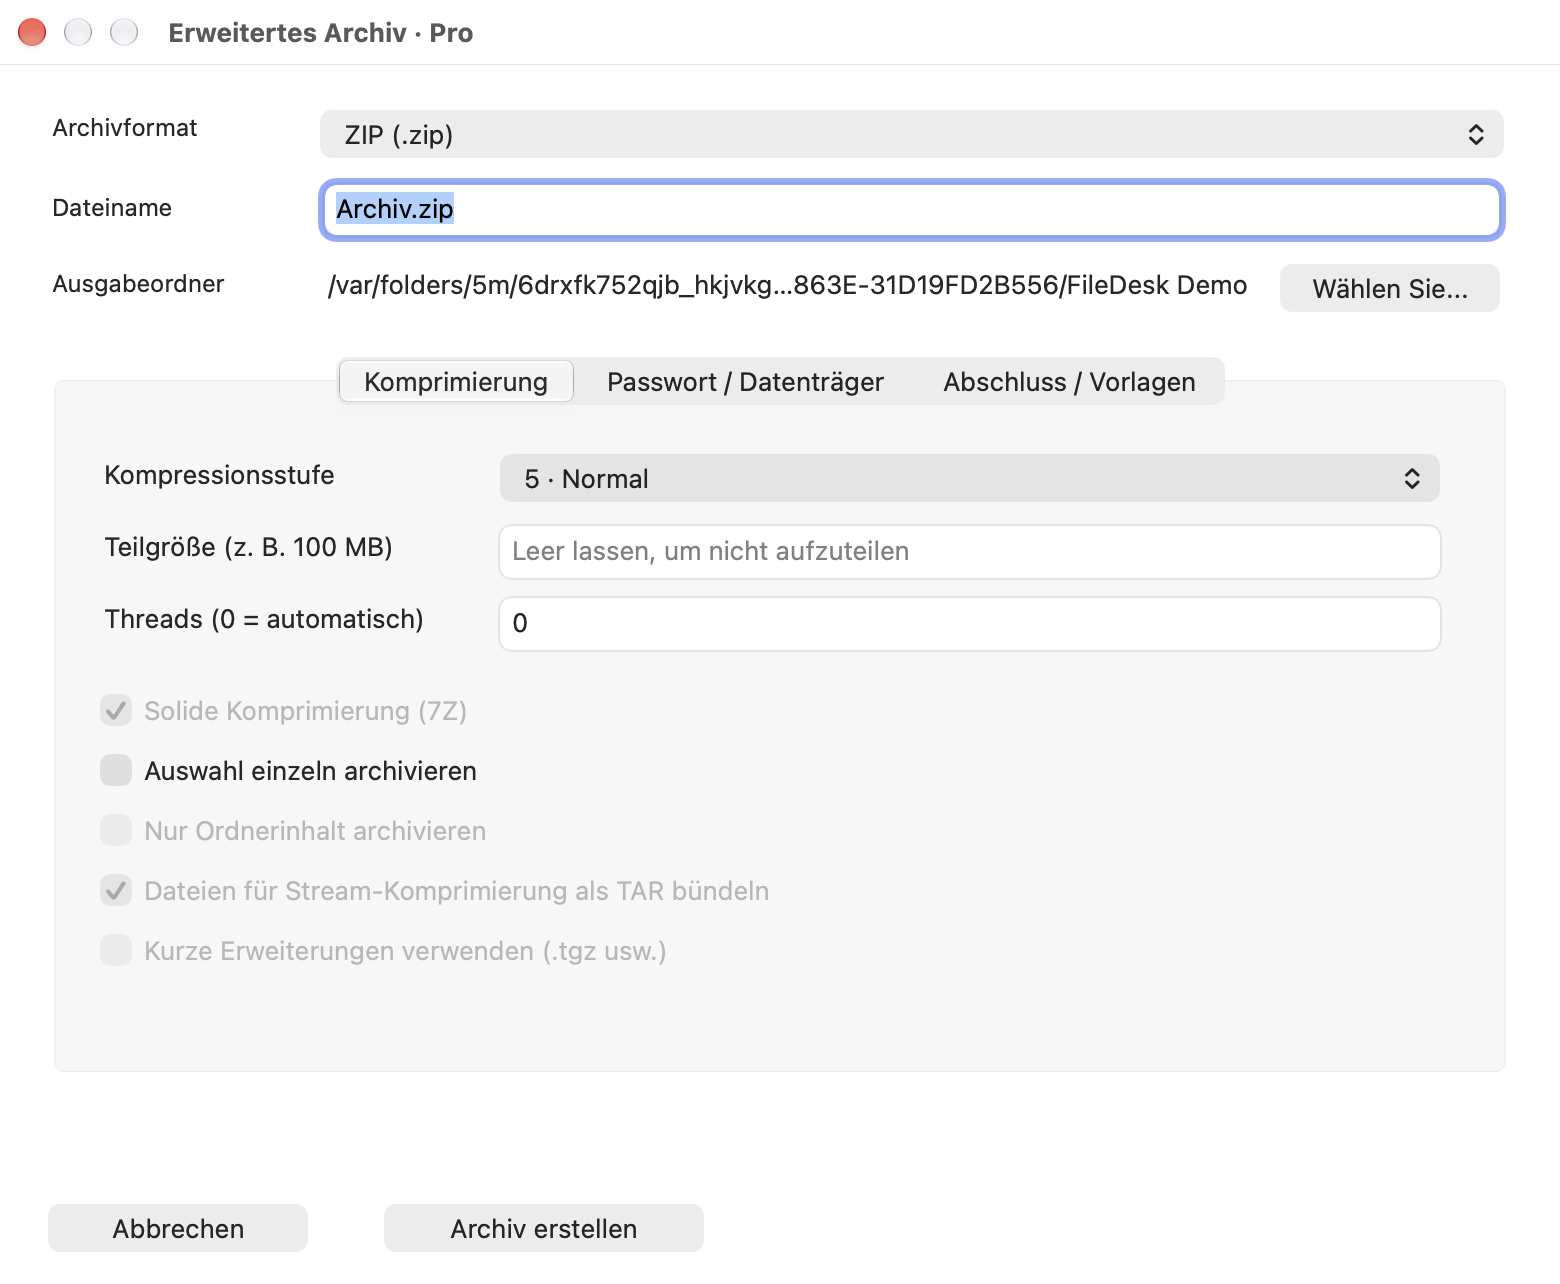 Erweitertes Archiv · Pro
Archivformat
ZIP (.zip)
Dateiname
Archiv.zip
Ausgabeordner
/var/folders/5m/6drxfk752qjb_hkjvkg...863E-31D19FD2B556/FileDesk Demo
Wählen Sie...
Komprimierung
Passwort / Datenträger
Abschluss / Vorlagen
Kompressionsstufe
5 · Normal
Teilgröße (z. B. 100 MB)
Leer lassen, um nicht aufzuteilen
Threads (0 = automatisch)
0
Solide Komprimierung (7Z)
Auswahl einzeln archivieren
Nur Ordnerinhalt archivieren
Dateien für Stream-Komprimierung als TAR bündeln
Kurze Erweiterungen verwenden (.tgz usw.)
Abbrechen
Archiv erstellen